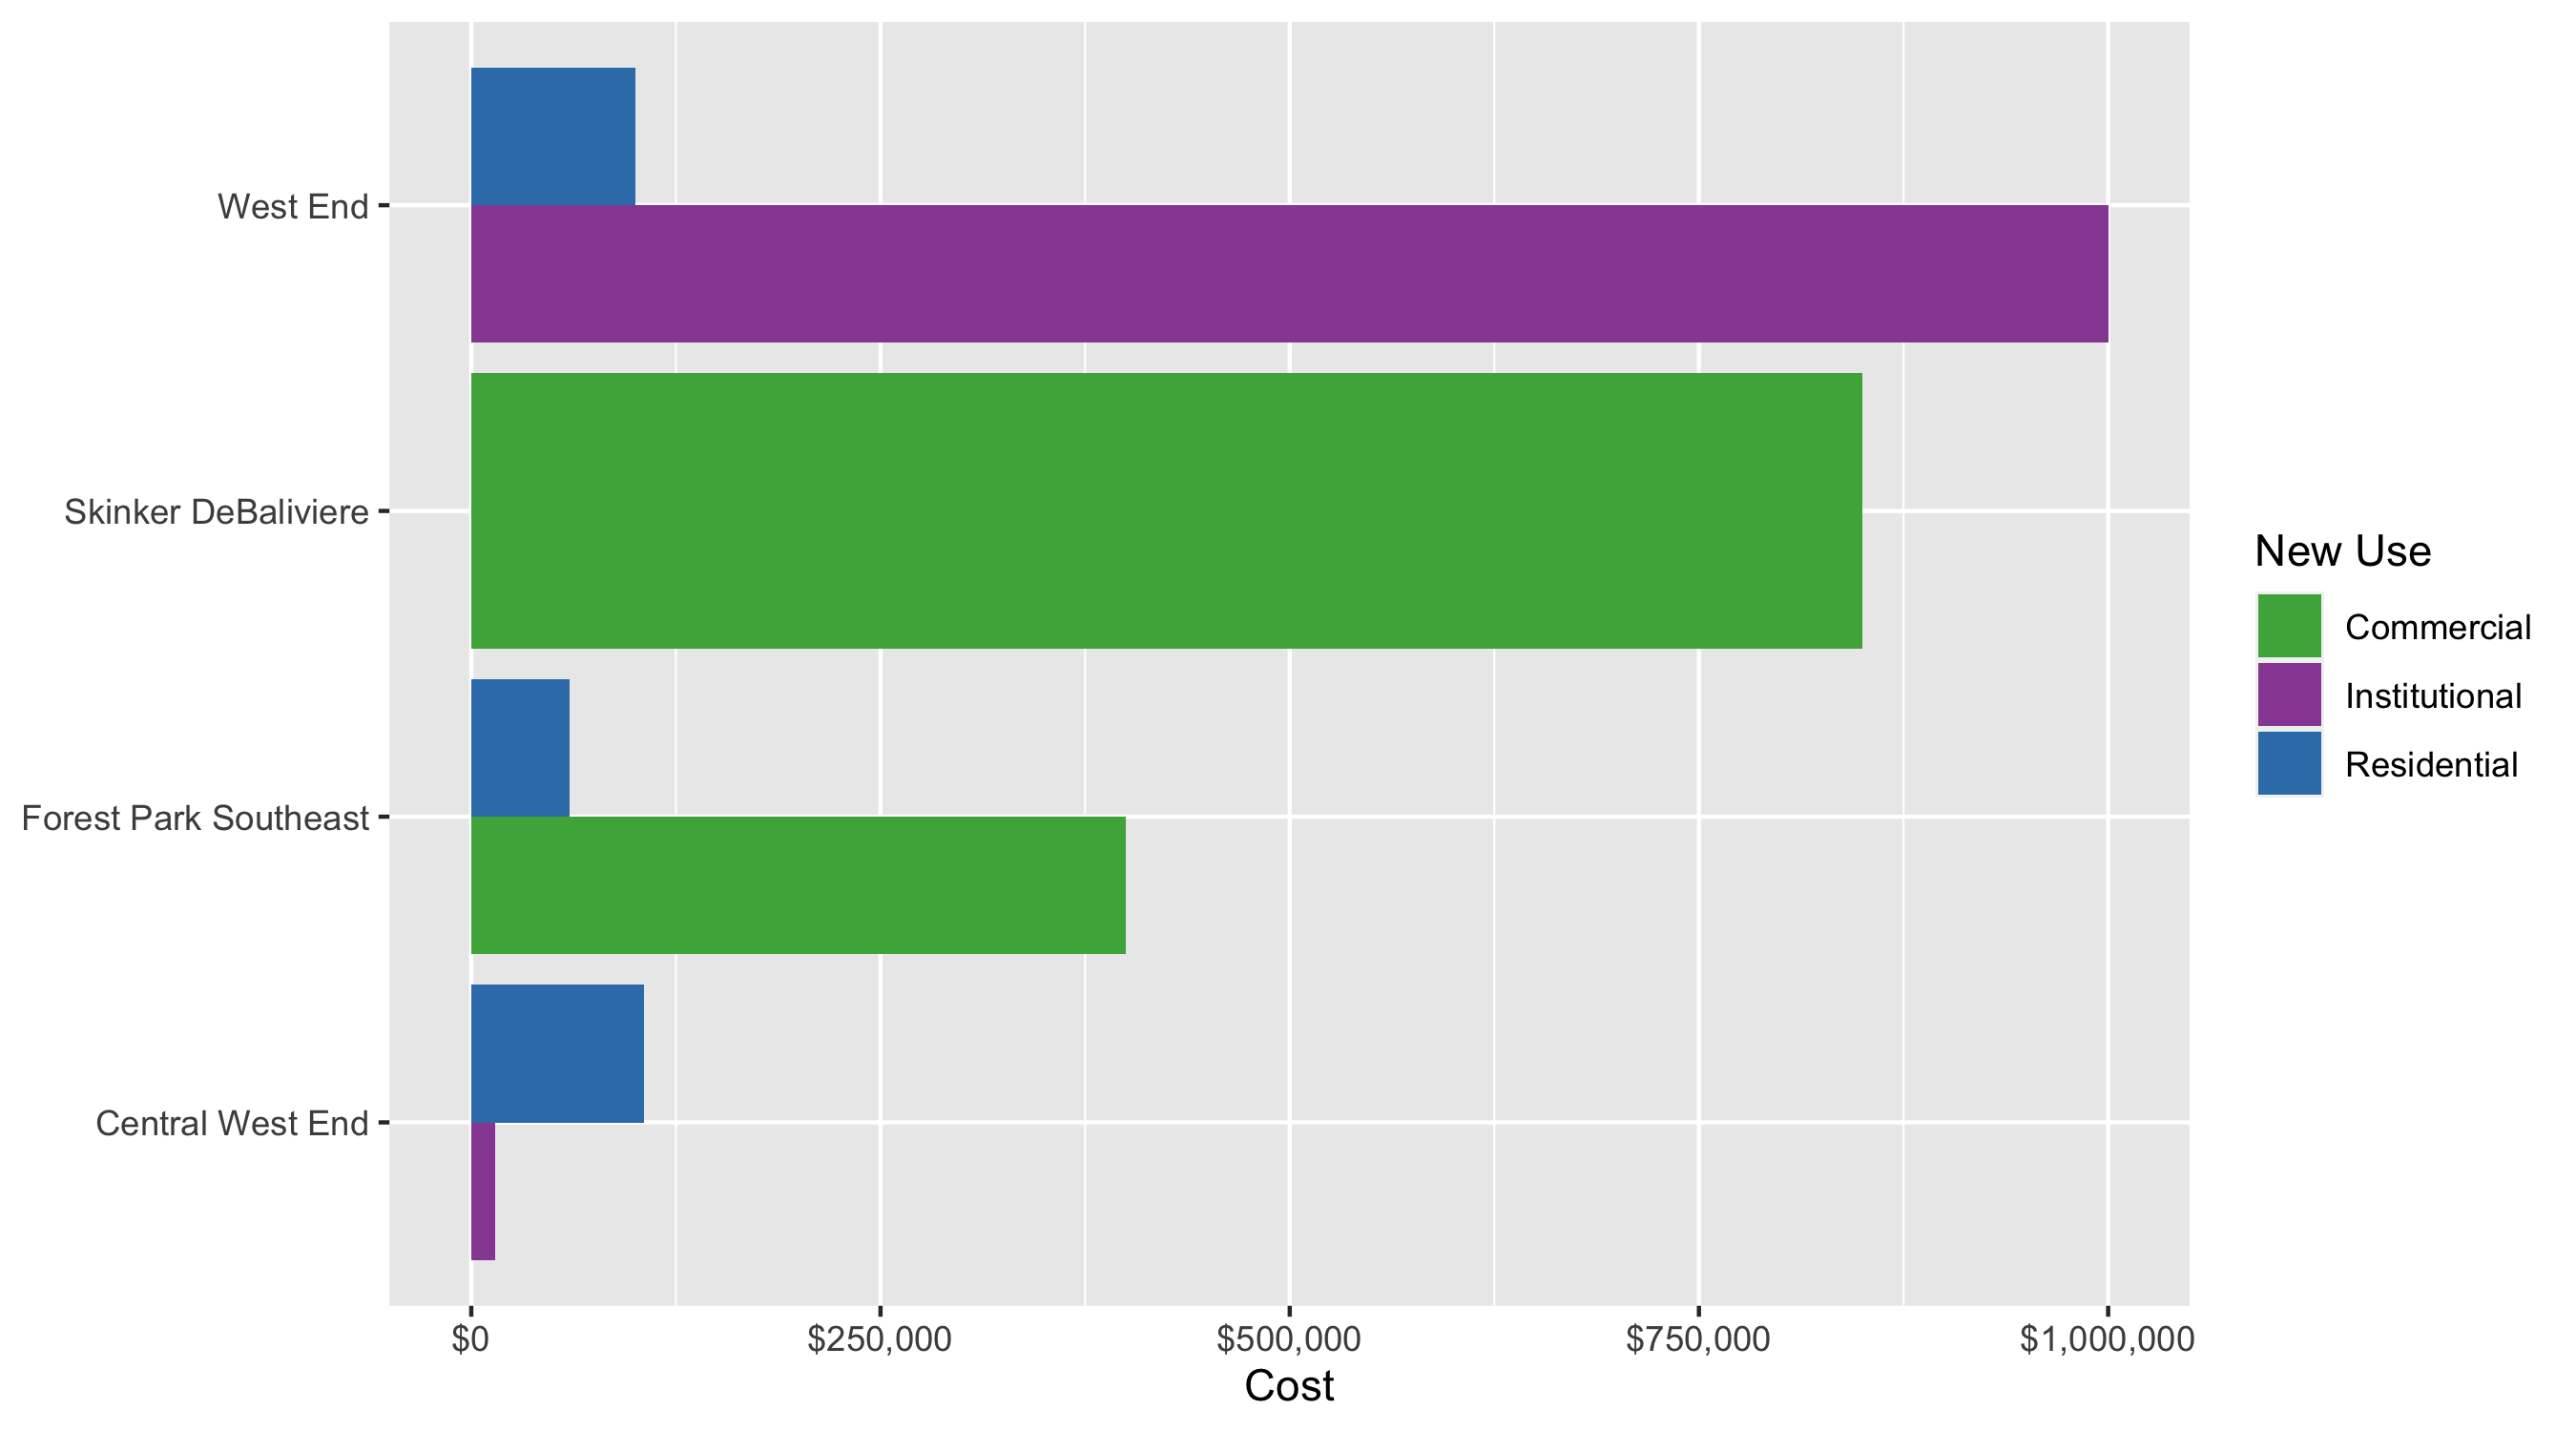 West End
Skinker DeBaliviere
Forest Park Southeast
Central West End
$0 $250,000 $500,000 $750,000 $1,000,000
Cost
New Use
Commercial
Institutional
Residential